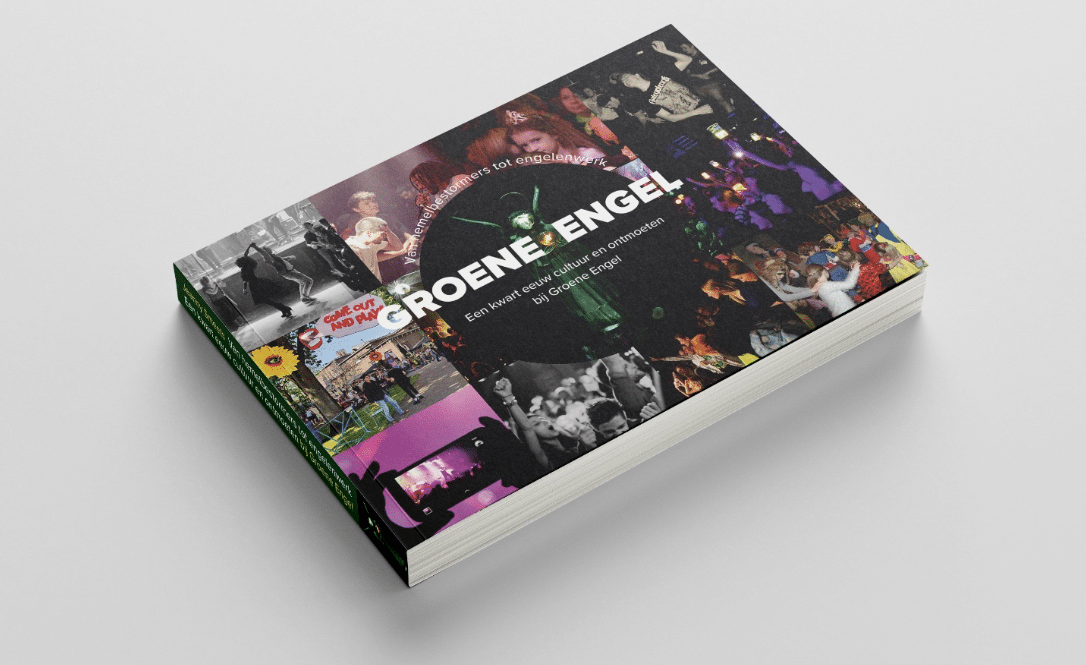 Van hemelbestormers tot engelenwerk
GROENE ENGEL
Een kwart eeuw cultuur en ontmoeten
bij Groene Engel
COME OUT
AND PLAY
Van hemelbestormers tot engelenwerk
Een kwart eeuw cultuur en ontmoeten bij Groene Engel